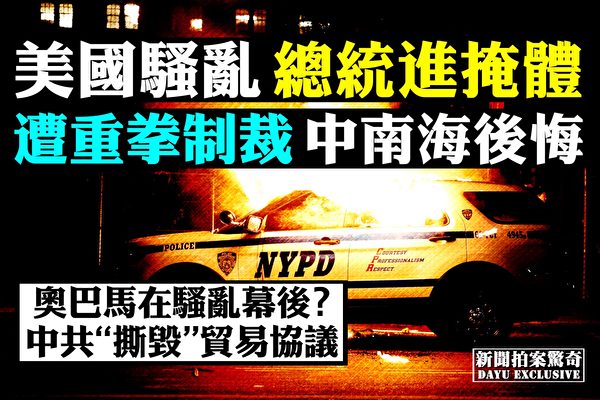 美國騷亂 總統進掩體
遭重拳制裁 中南海後悔
POLICE
NYPD
COURTESY
PROFESSIONALISM
RESPECT
奧巴馬在騷亂幕後？
中共“撕毀”貿易協議
新聞拍案驚奇
DAYU EXCLUSIVE